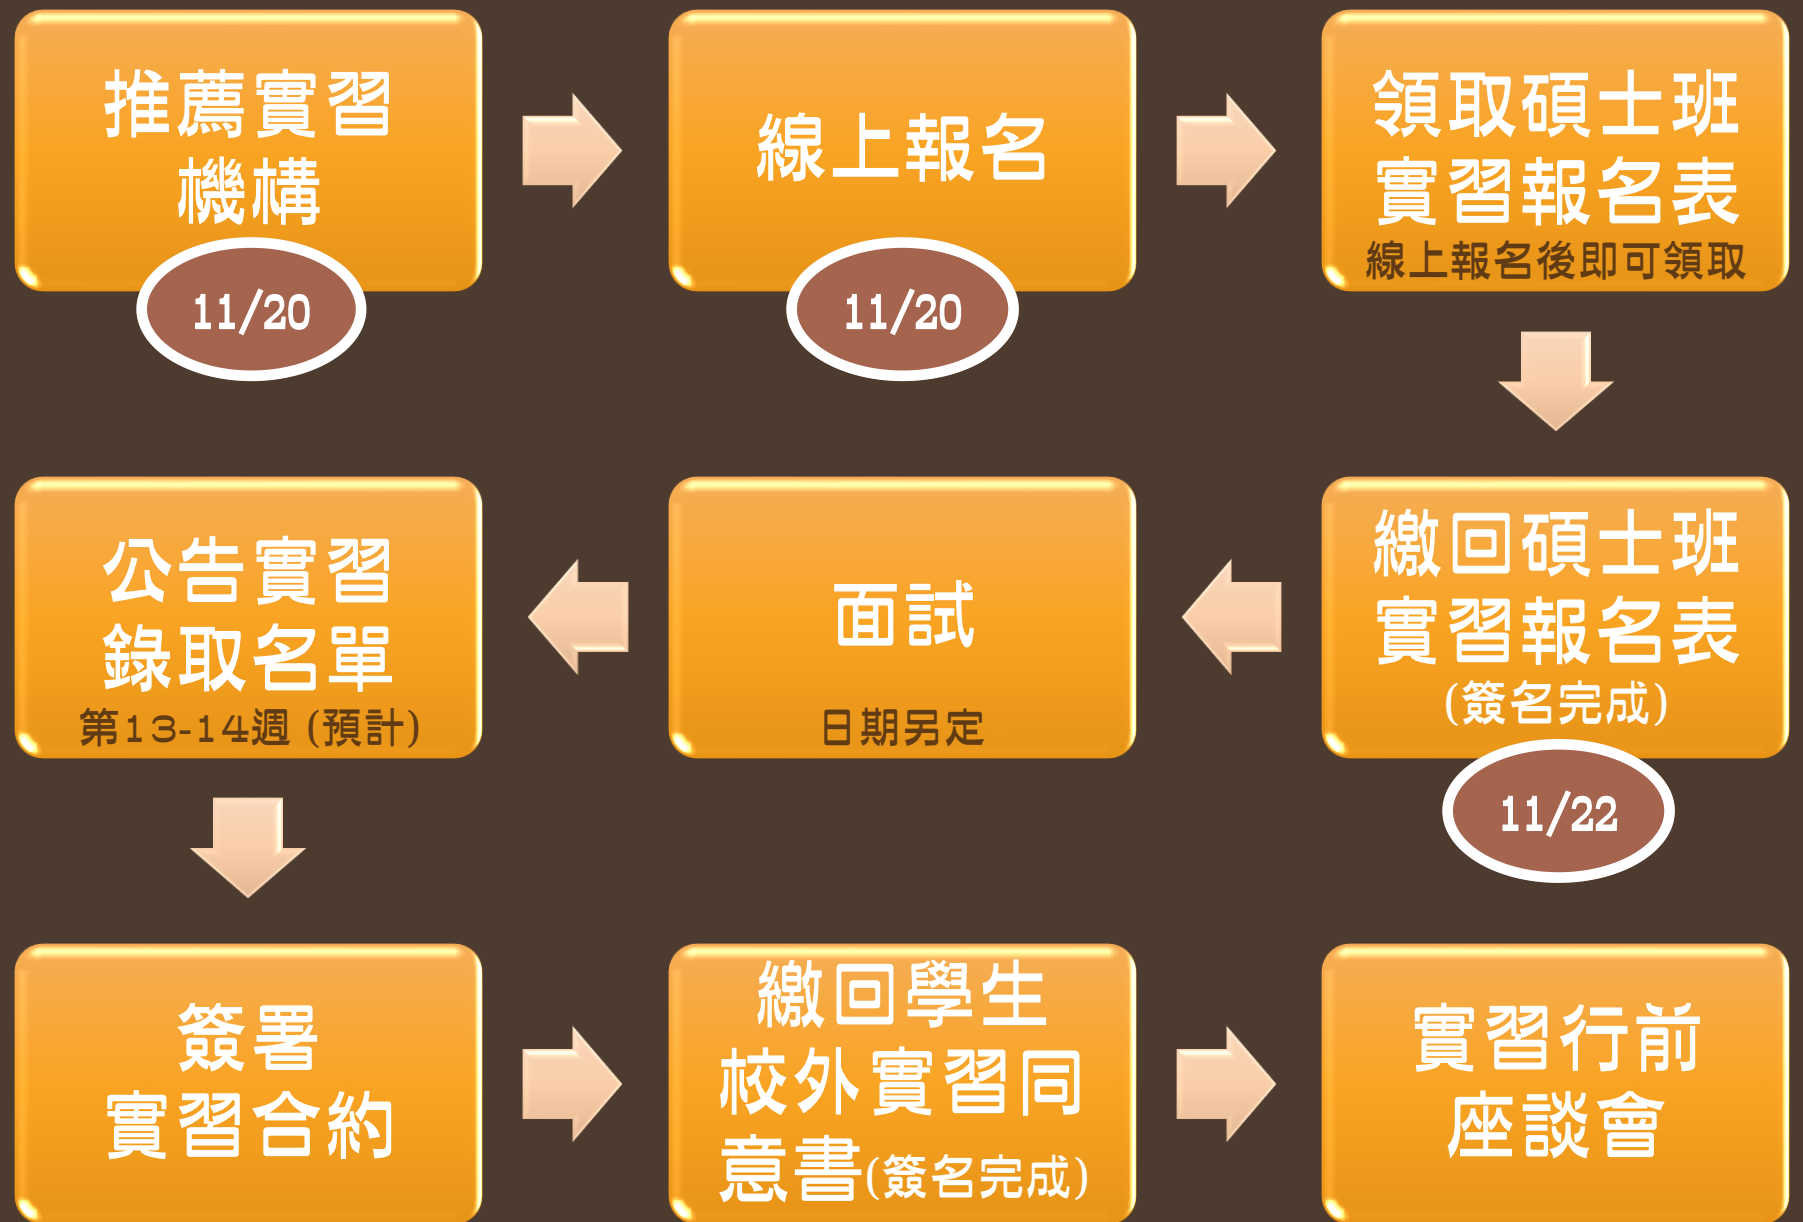 推薦實習
機構
11/20
線上報名
11/20
領取碩士班
實習報名表
線上報名後即可領取
繳回碩士班
實習報名表
(簽名完成)
11/22
面試
日期另定
公告實習
錄取名單
第13-14週 (預計)
簽署
實習合約
繳回學生
校外實習同
意書(簽名完成)
實習行前
座談會